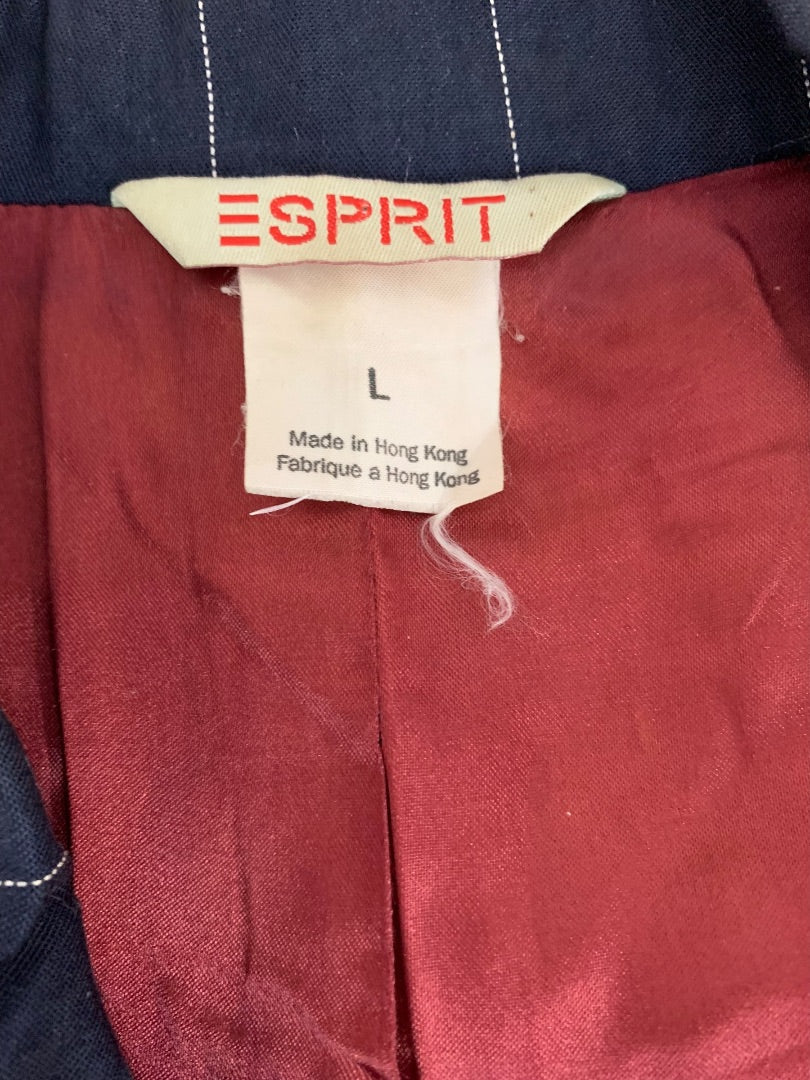 ESPRIT
L
Made in Hong Kong
Fabrique a Hong Kong